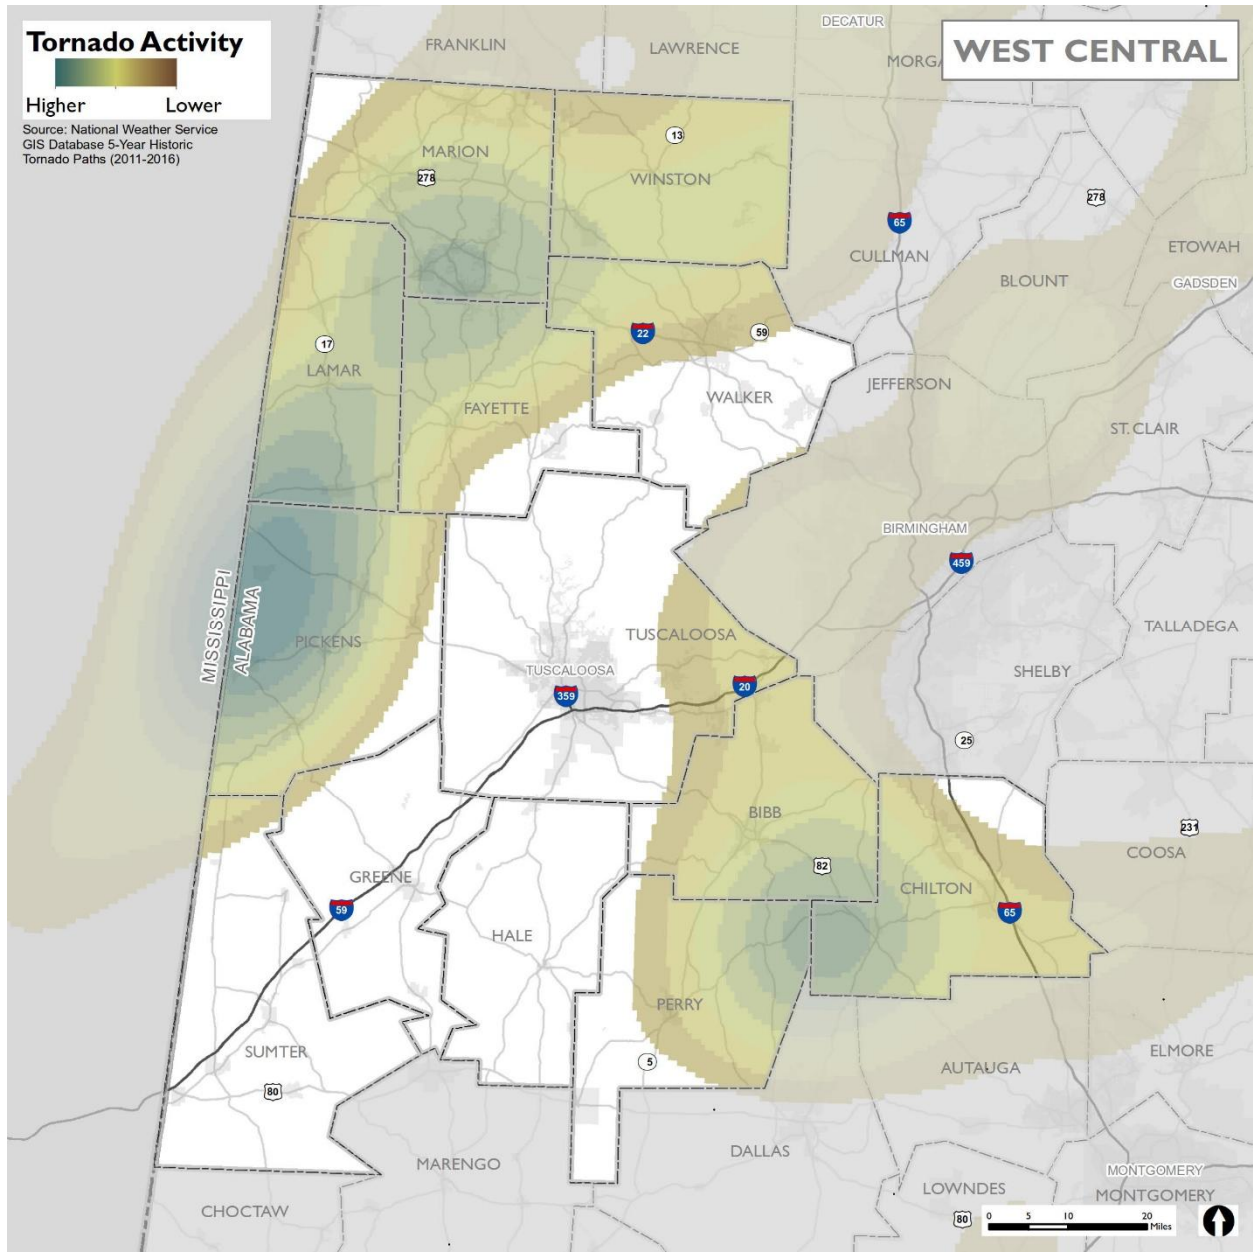 Tornado Activity
Higher Lower
Source: National Weather Service
GIS Database 5-Year Historic
Tornado Paths (2011-2016)
WEST CENTRAL
DECATUR
FRANKLIN
LAWRENCE
MORGA
13
MARION
278
WINSTON
278
65
CULLMAN
ETOWAH
BLOUNT
GADSDEN
22
59
17
LAMAR
JEFFERSON
WALKER
FAYETTE
ST. CLAIR
BIRMINGHAM
459
MISSISSIPPI
ALABAMA
PICKENS
TUSCALOOSA
TALLADEGA
TUSCALOOSA
SHELBY
20
359
25
BIBB
231
COOSA
82
GREENE
CHILTON
59
65
HALE
PERRY
SUMTER
5
ELMORE
AUTAUGA
80
DALLAS
MARENGO
MONTGOMERY
LOWNDES
MONTGOMERY
CHOCTAW
80
0 5 10 20
Miles